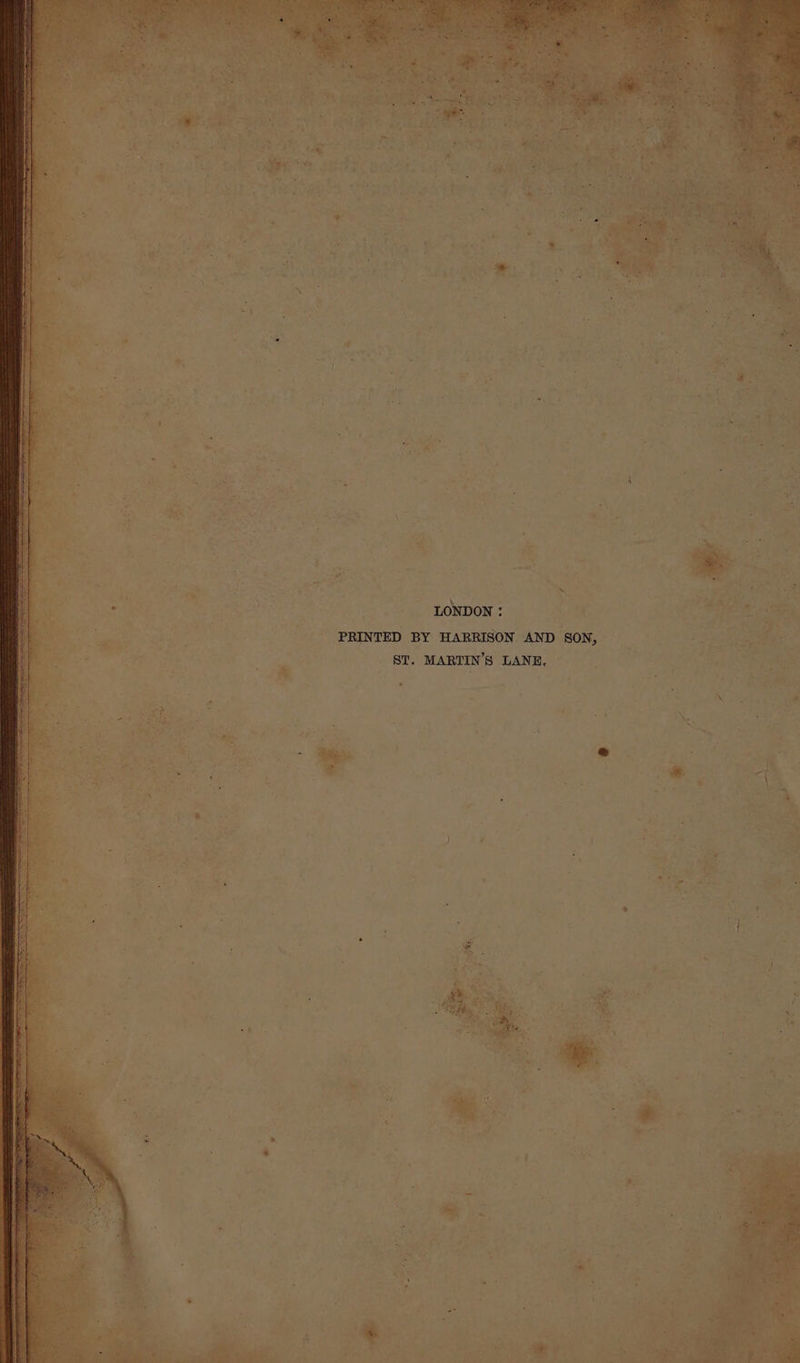 LONDON :
PRINTED BY HARRISON AND SON,
ST. MARTIN'S LANE.